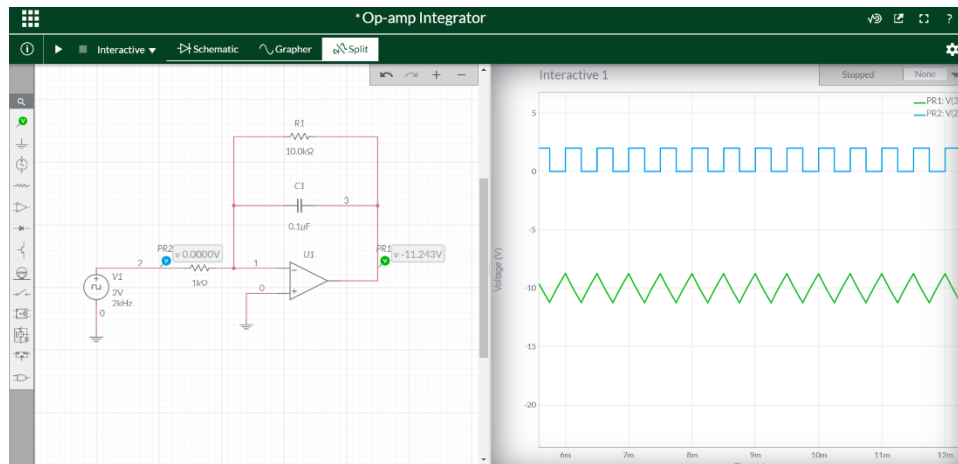 *Op-amp Integrator
?
Interactive
Schematic
Grapher
Split
Interactive 1
Stopped
None
R1
10.0kΩ
C1
3
0.1μF
PR2
v 0.0000V
2
1kΩ
1
U1
0
PR1
v -11.243V
V1
2V
2kHz
0
PR1: V(3
PR2: V(2
Voltage (V)
5
0
-5
-10
-15
-20
6m
7m
8m
9m
10m
11m
12m